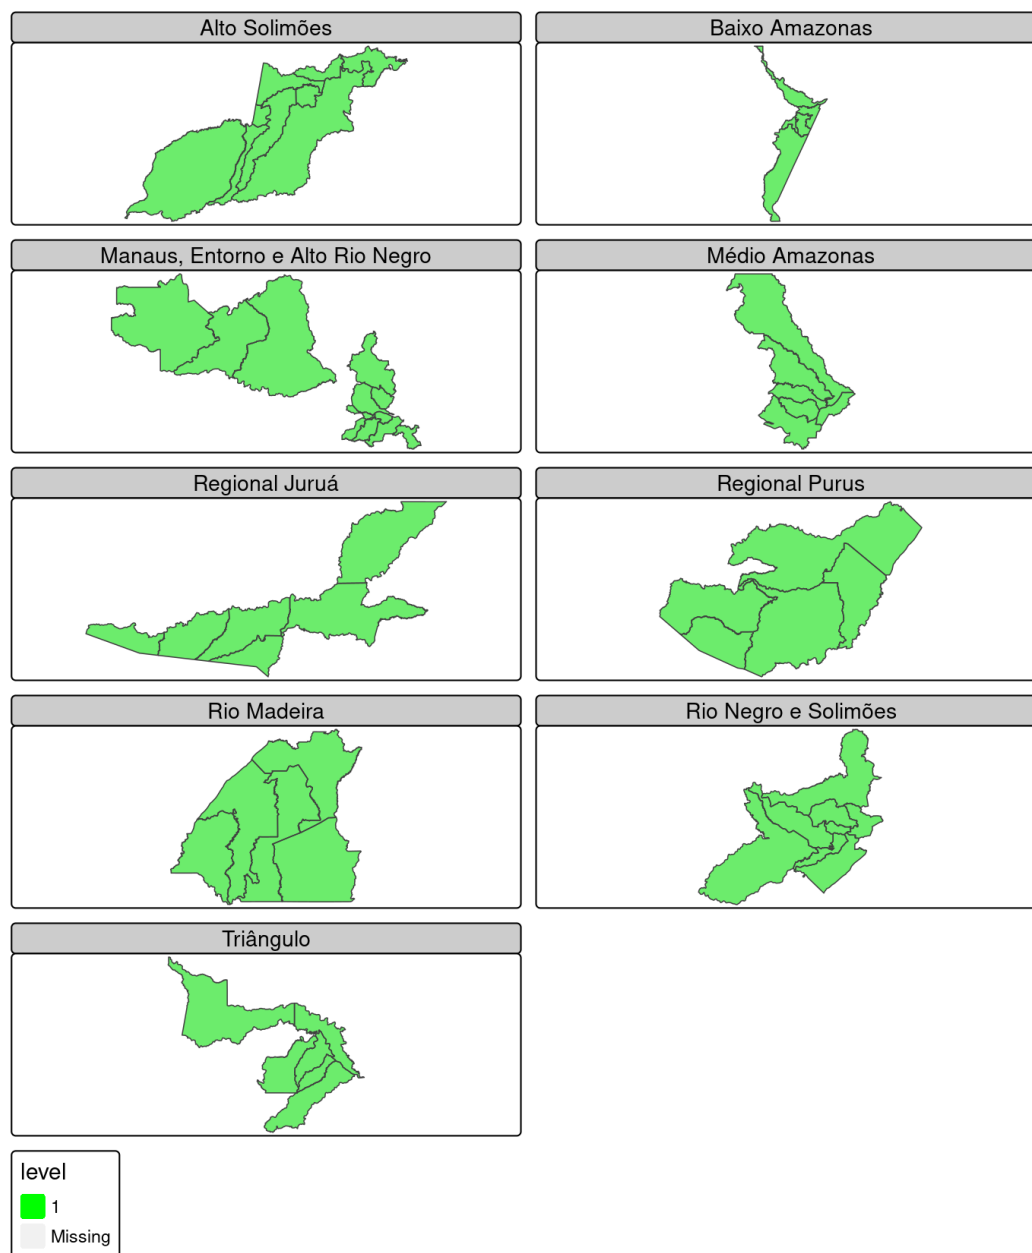 Alto Solimões
Baixo Amazonas
Manaus, Entorno e Alto Rio Negro
Médio Amazonas
Regional Juruá
Regional Purus
Rio Madeira
Rio Negro e Solimões
Triângulo
level
1
Missing